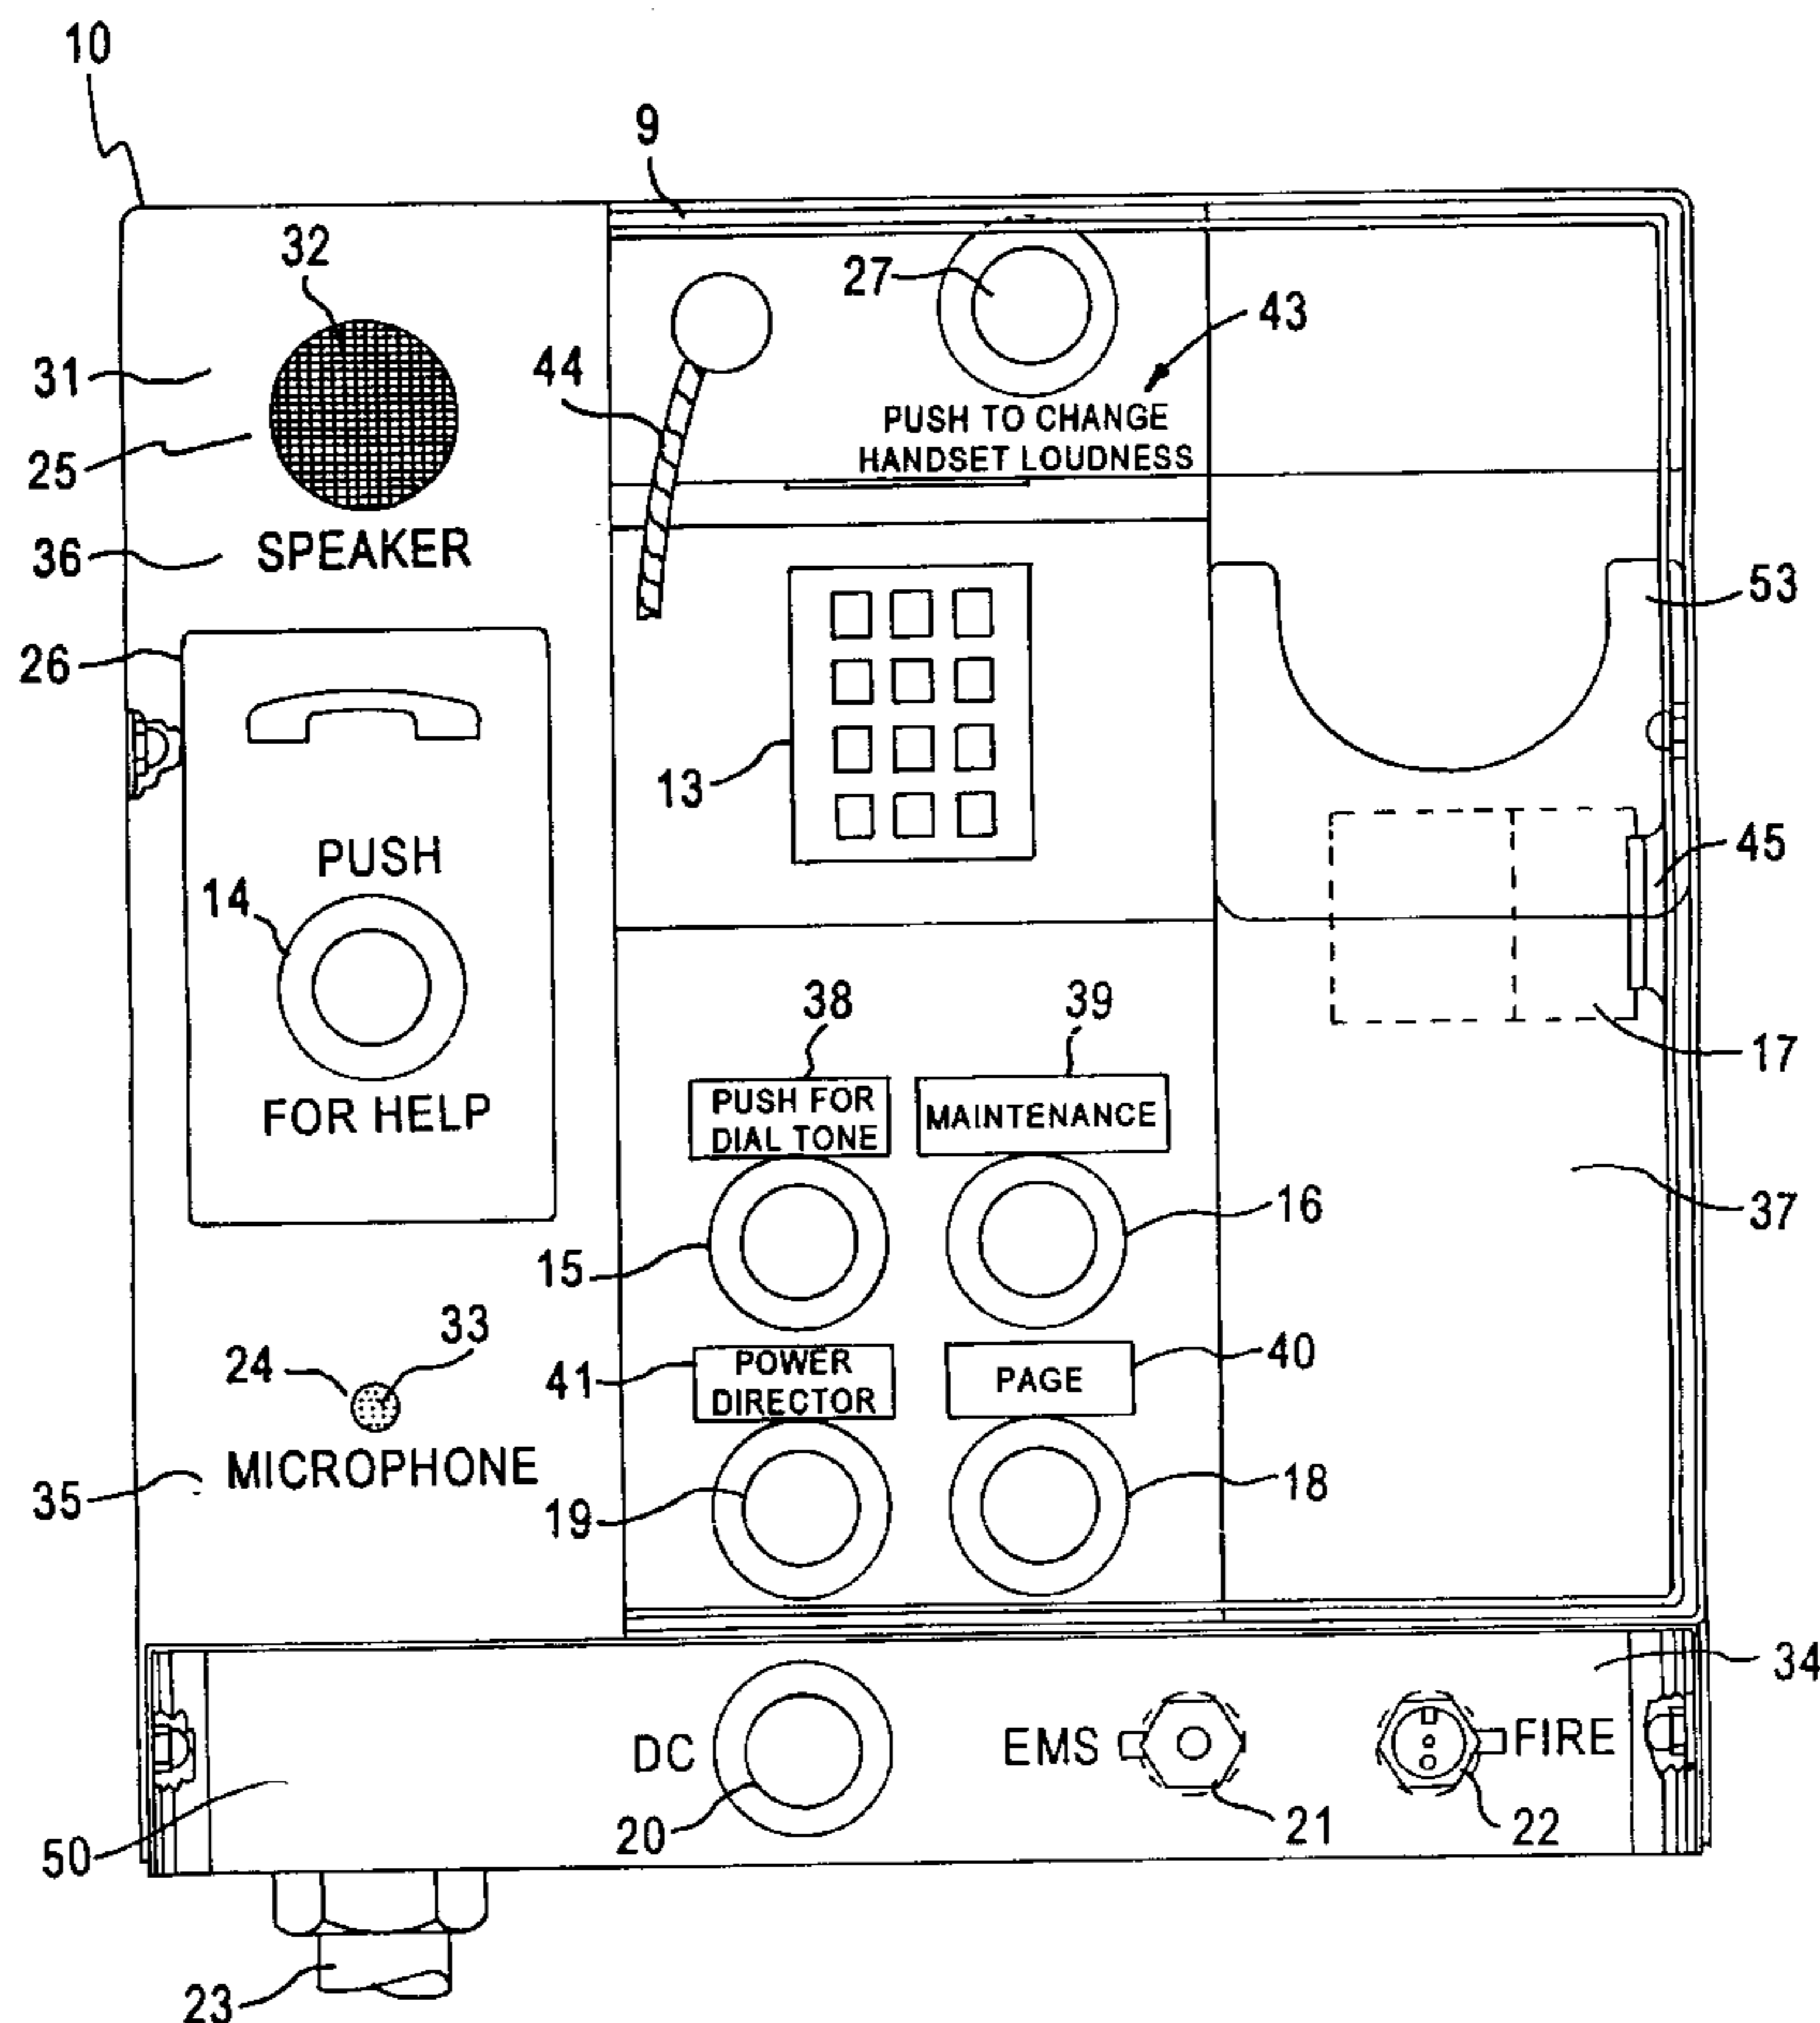 10
9
32
27
43
31
44
25
PUSH TO CHANGE
HANDSET LOUDNESS
36
SPEAKER
53
26
13
PUSH
45
14
38
39
17
FOR HELP
PUSH FOR
DIAL TONE
MAINTENANCE
37
15
16
24
33
41
POWER
DIRECTOR
PAGE
40
35
MICROPHONE
19
18
34
DC
EMS
FIRE
50
20
21
22
23